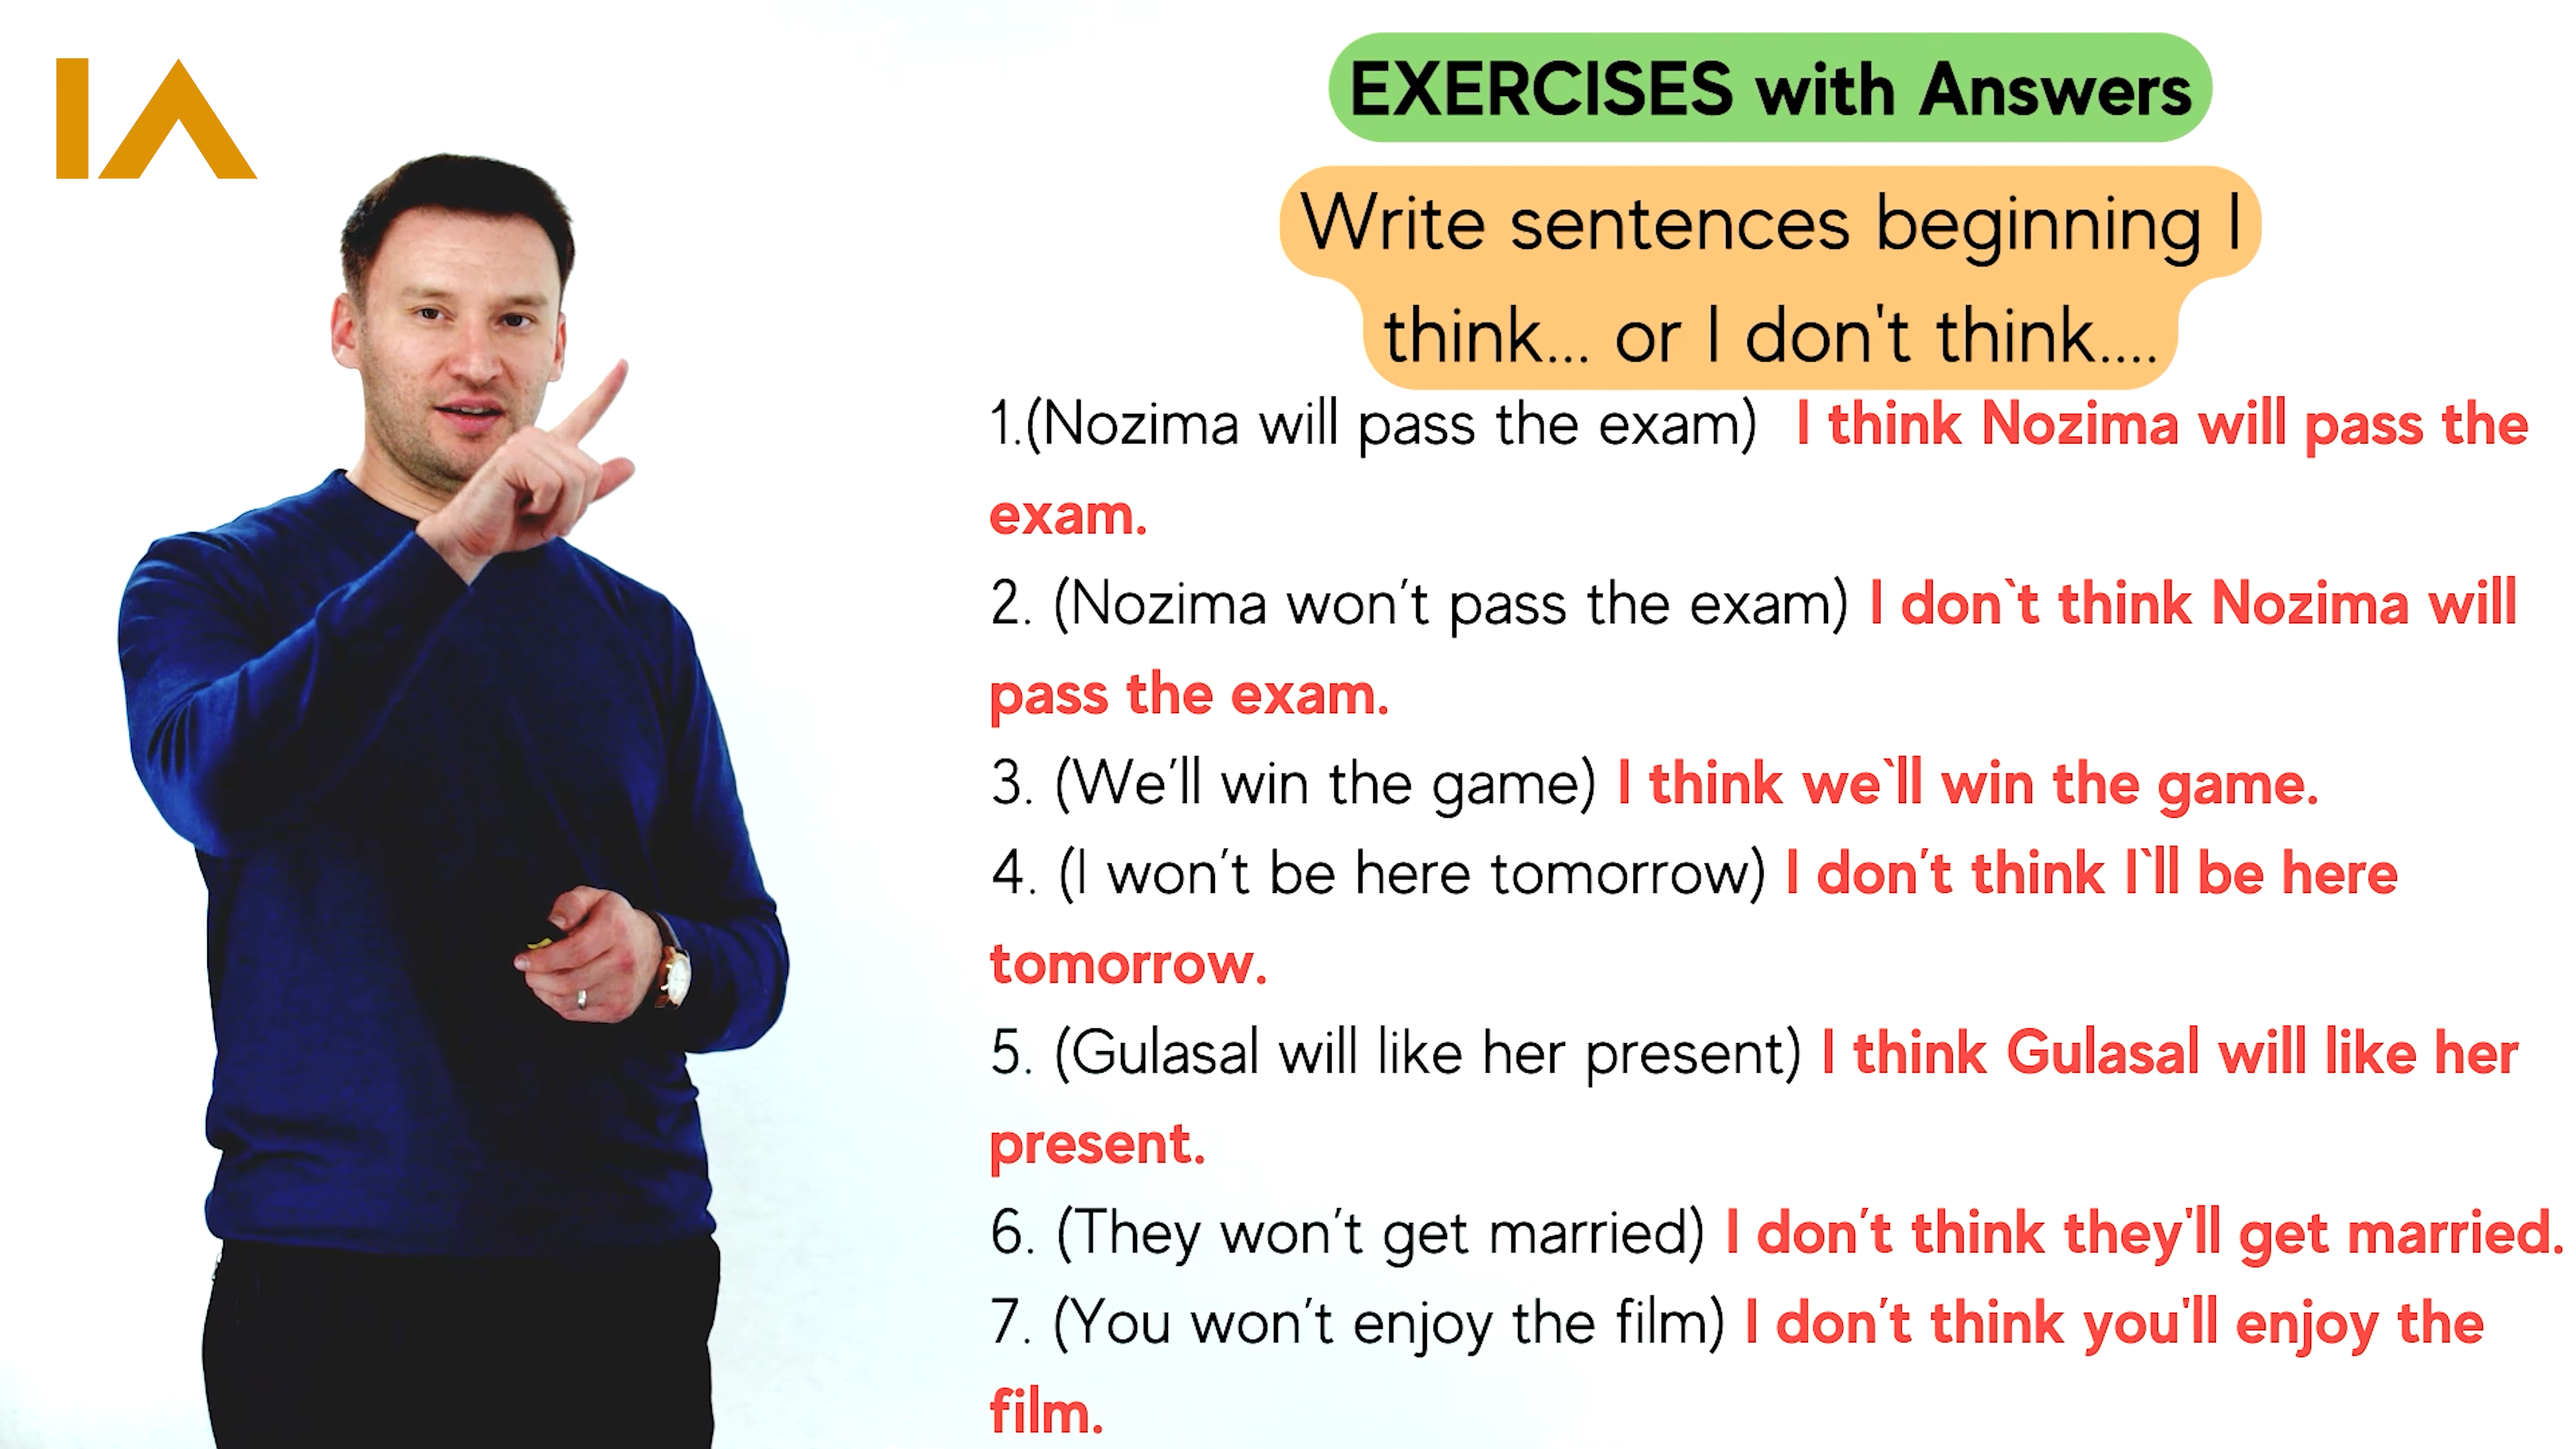 IA
EXERCISES with Answers
Write sentences beginning I
think... or I don't think....
1.(Nozima will pass the exam)  I think Nozima will pass the
exam.
2. (Nozima won’t pass the exam) I don`t think Nozima will
pass the exam.
3. (We’ll win the game) I think we`ll win the game.
4. (I won’t be here tomorrow) I don’t think I`ll be here
tomorrow.
5. (Gulasal will like her present) I think Gulasal will like her
present.
6. (They won’t get married) I don’t think they'll get married.
7. (You won’t enjoy the film) I don’t think you'll enjoy the
film.